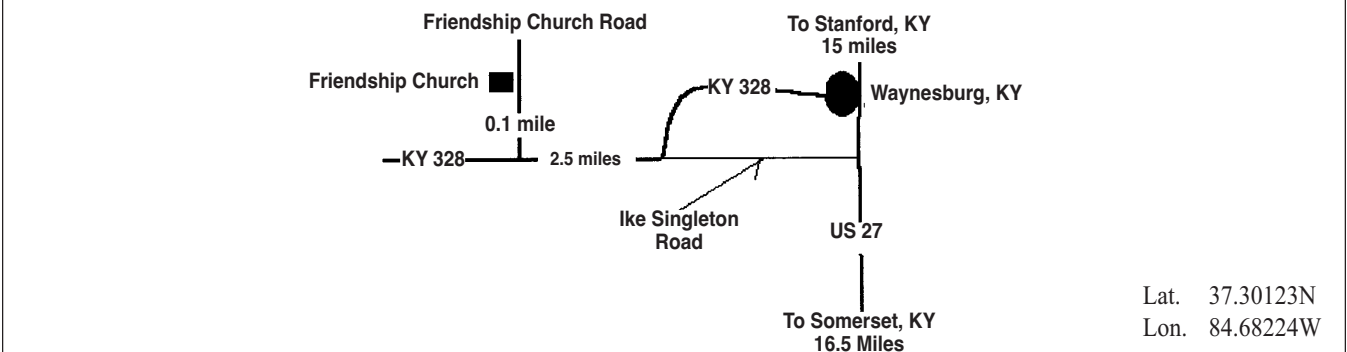 Friendship Church Road
To Stanford, KY
15 miles
Friendship Church
KY 328
Waynesburg, KY
0.1 mile
KY 328
2.5 miles
Ike Singleton
Road
US 27
Lat. 37.30123N
Lon. 84.68224W
To Somerset, KY
16.5 Miles